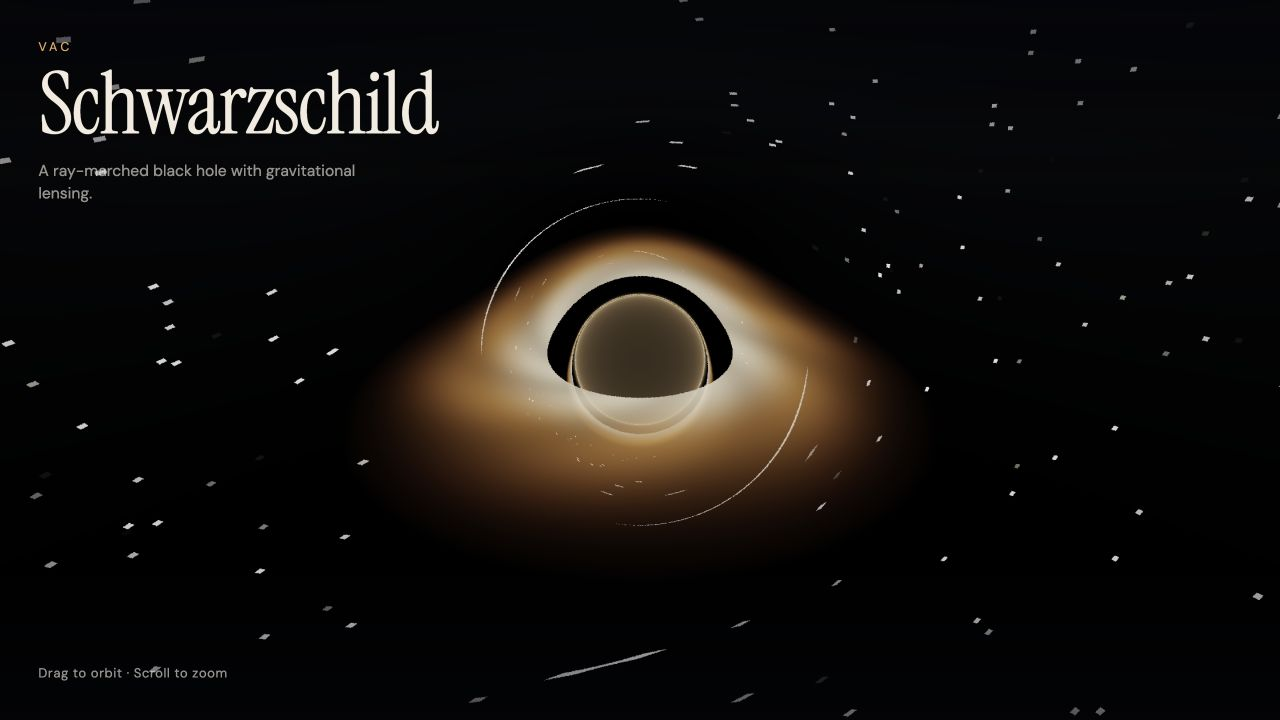 VAC
Schwarzschild
A ray-marched black hole with gravitational
lensing.
Drag to orbit · Scroll to zoom